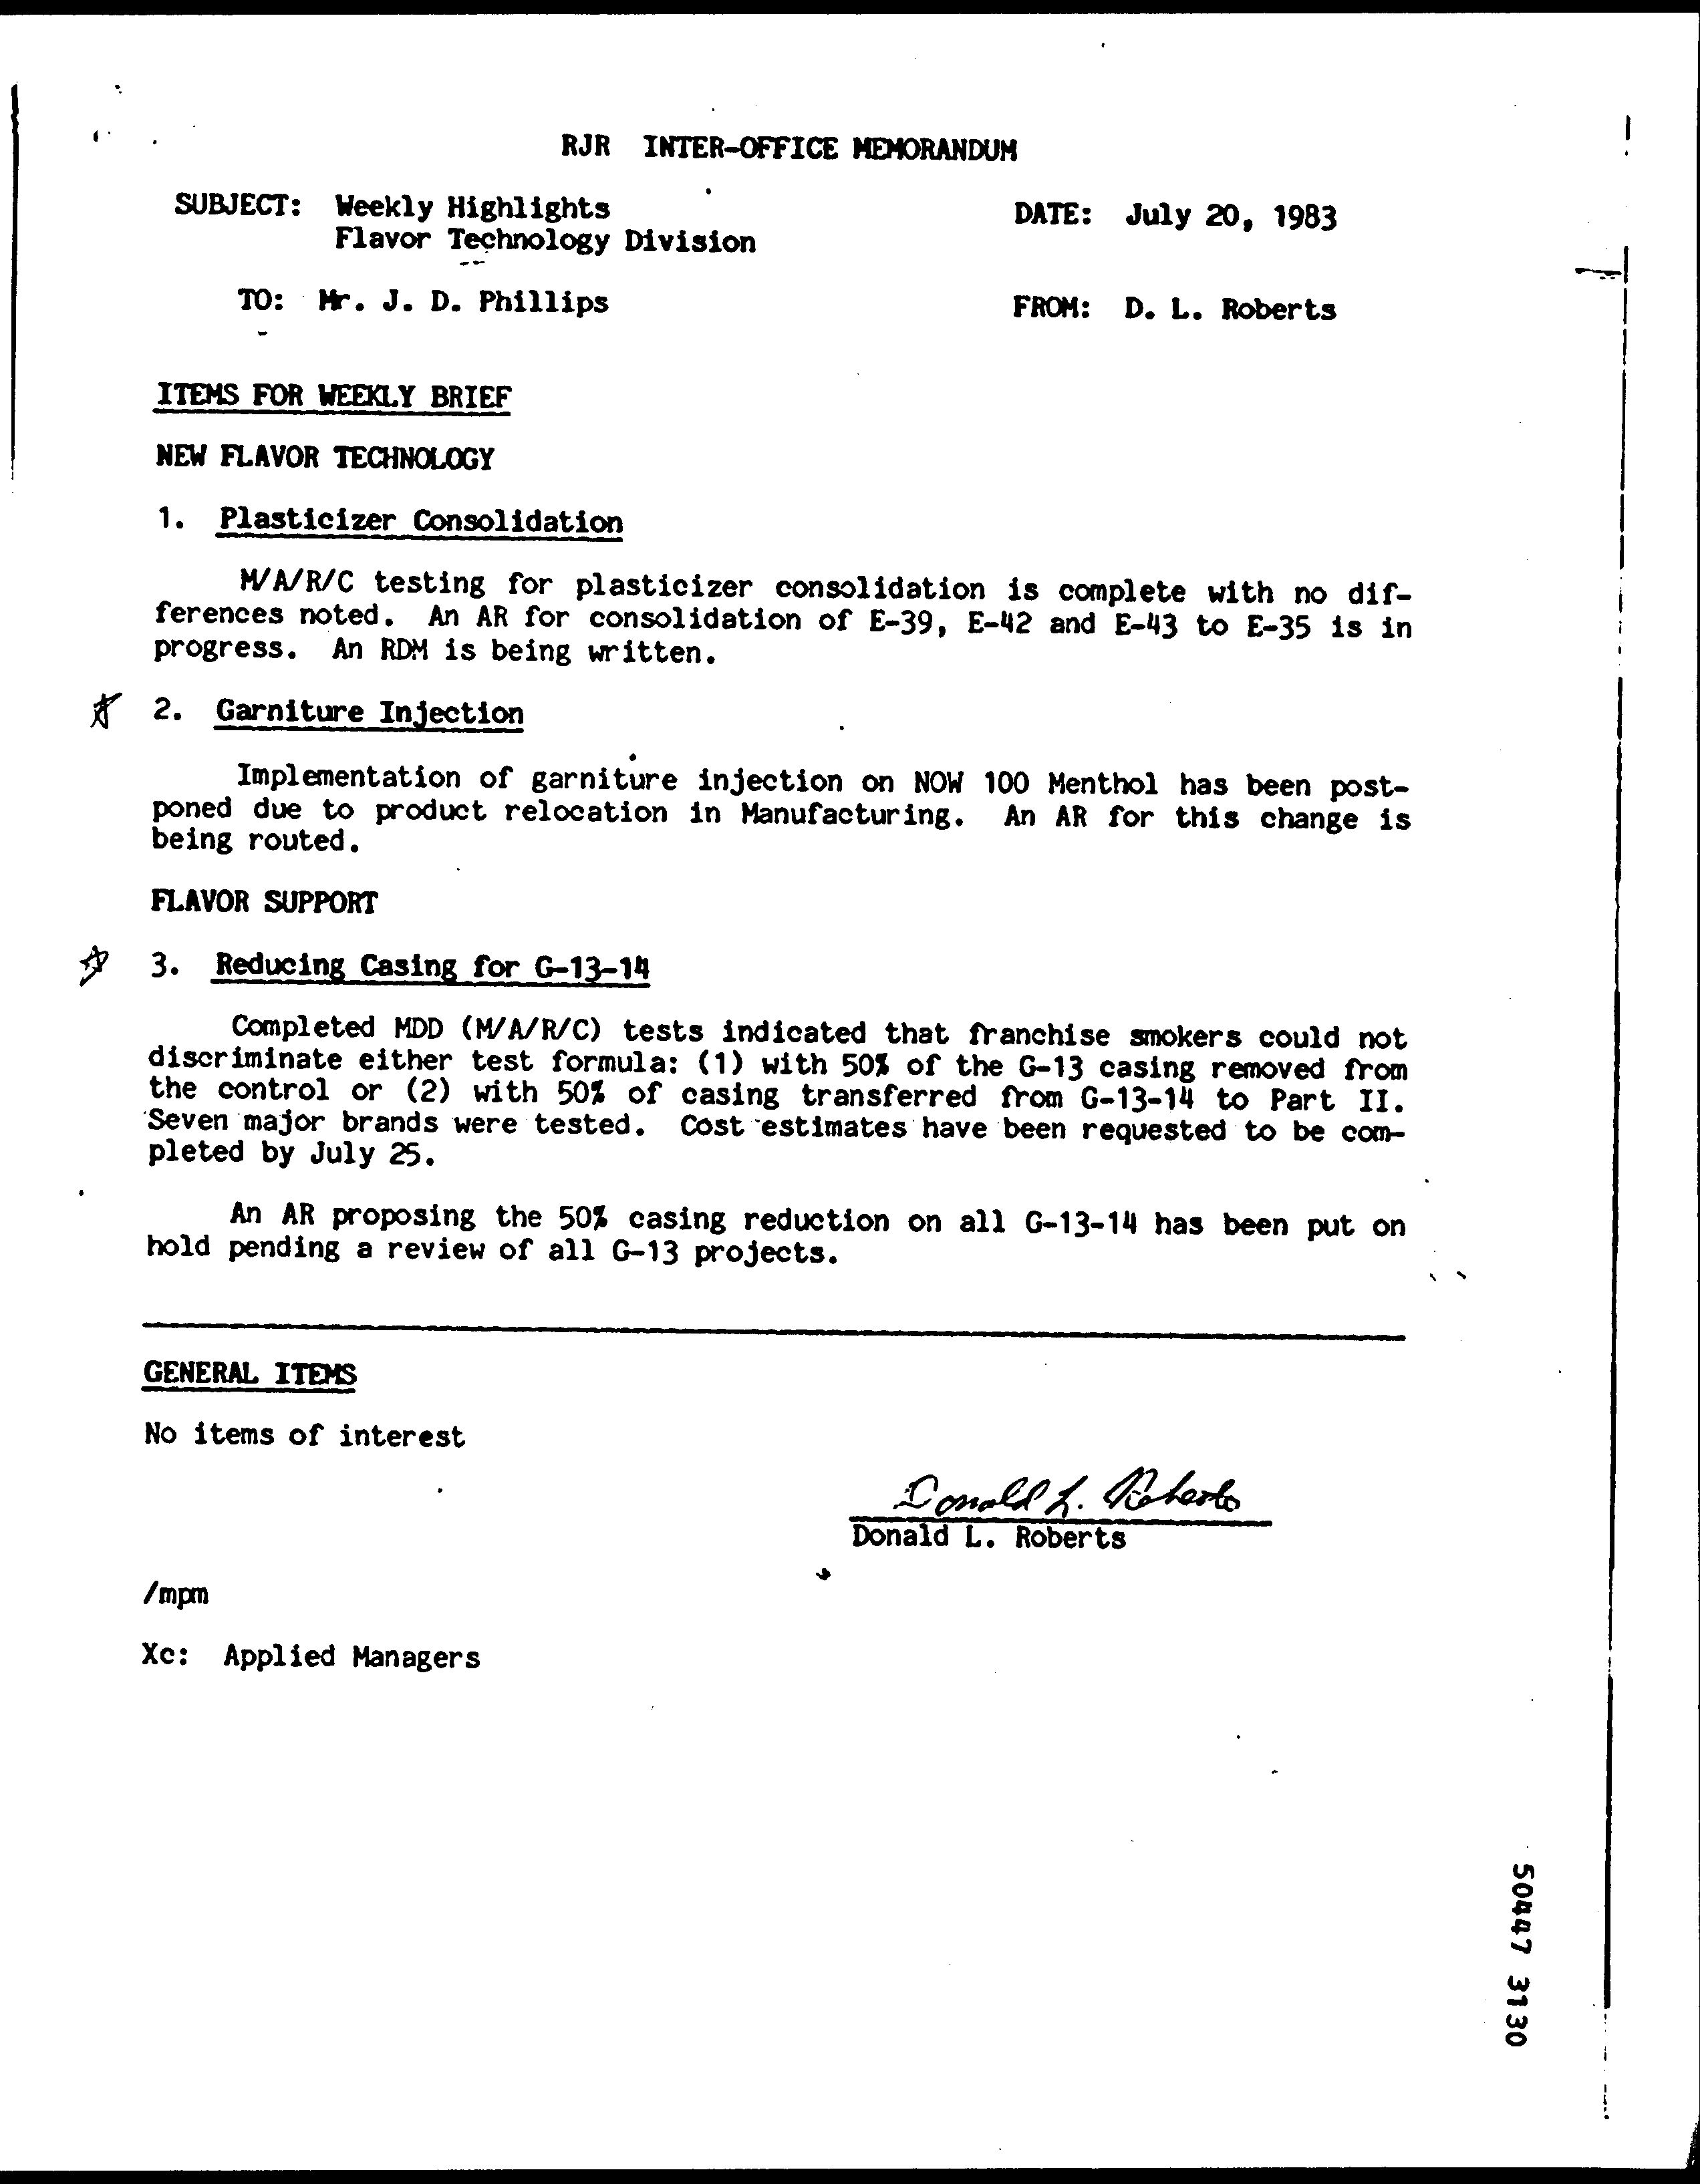 RJR INTER-OFFICE MEMORANDUM
SUBJECT: Weekly Highlights
Flavor Technology Division
DATE: July 20, 1983
TO: Mr. J. D. Phillips
FROM: D. L. Roberts
ITEMS FOR WEEKLY BRIEF
NEW FLAVOR TECHNOLOGY
1. Plasticizer Consolidation
M/A/R/C testing for plasticizer consolidation is complete with no dif-
ferences noted. An AR for consolidation of E-39, E-42 and E-43 to E-35 is in
progress. An RDM is being written.
2. Garniture Injection
Implementation of garniture injection on NOW 100 Menthol has been post-
poned due to product relocation in Manufacturing. An AR for this change is
being routed.
FLAVOR SUPPORT
3. Reducing Casing for G-13-14
Completed MDD (M/A/R/C) tests indicated that franchise smokers could not
discriminate either test formula: (1) with 50% of the G-13 casing removed from
the control or (2) with 50% of casing transferred from G-13-14 to Part II.
Seven major brands were tested. Cost estimates have been requested to be com-
pleted by July 25.
An AR proposing the 50% casing reduction on all G-13-14 has been put on
hold pending a review of all G-13 projects.
GENERAL ITEMS
No items of interest
Donald L. Roberts
Donald L. Roberts
/mpm
Xc: Applied Managers
50447 3130